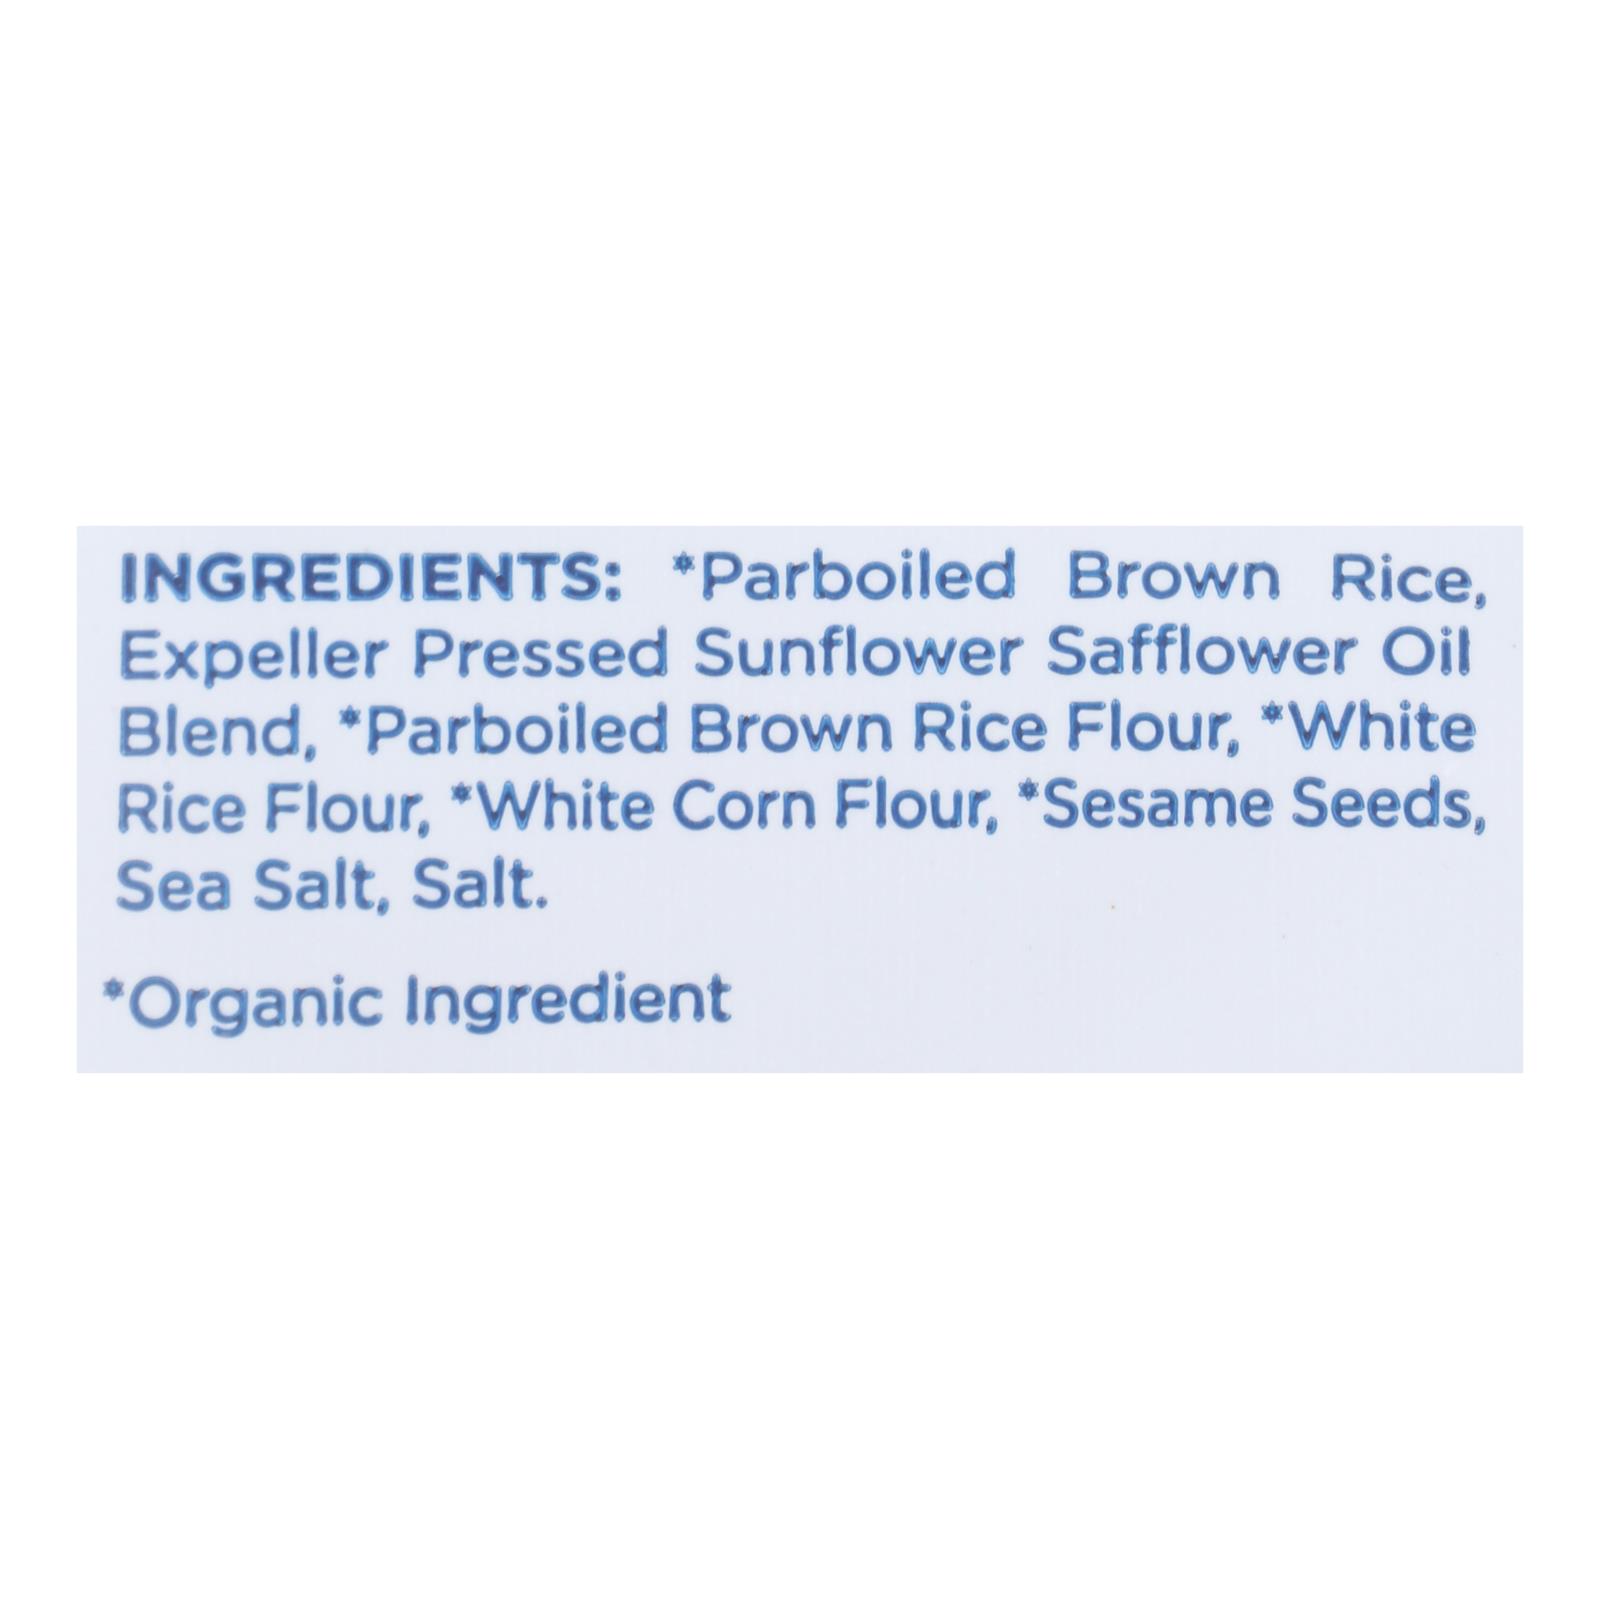 INGREDIENTS: *Parboiled Brown Rice,
Expeller Pressed Sunflower Safflower Oil
Blend, *Parboiled Brown Rice Flour, *White
Rice Flour, *White Corn Flour, *Sesame Seeds,
Sea Salt, Salt.
*Organic Ingredient